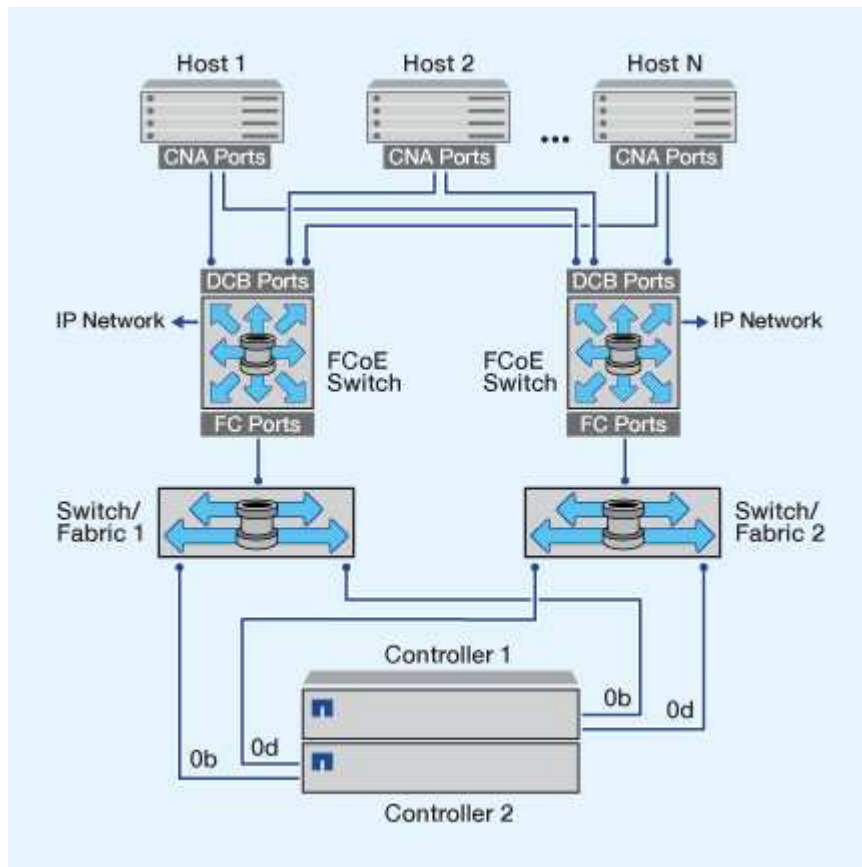 Host 1
Host 2
Host N
...
CNA Ports
CNA Ports
CNA Ports
DCB Ports
DCB Ports
IP Network
IP Network
FCoE
Switch
FCoE
Switch
FC Ports
FC Ports
Switch/
Fabric 1
Switch/
Fabric 2
Controller 1
0b
0d
0d
0b
Controller 2